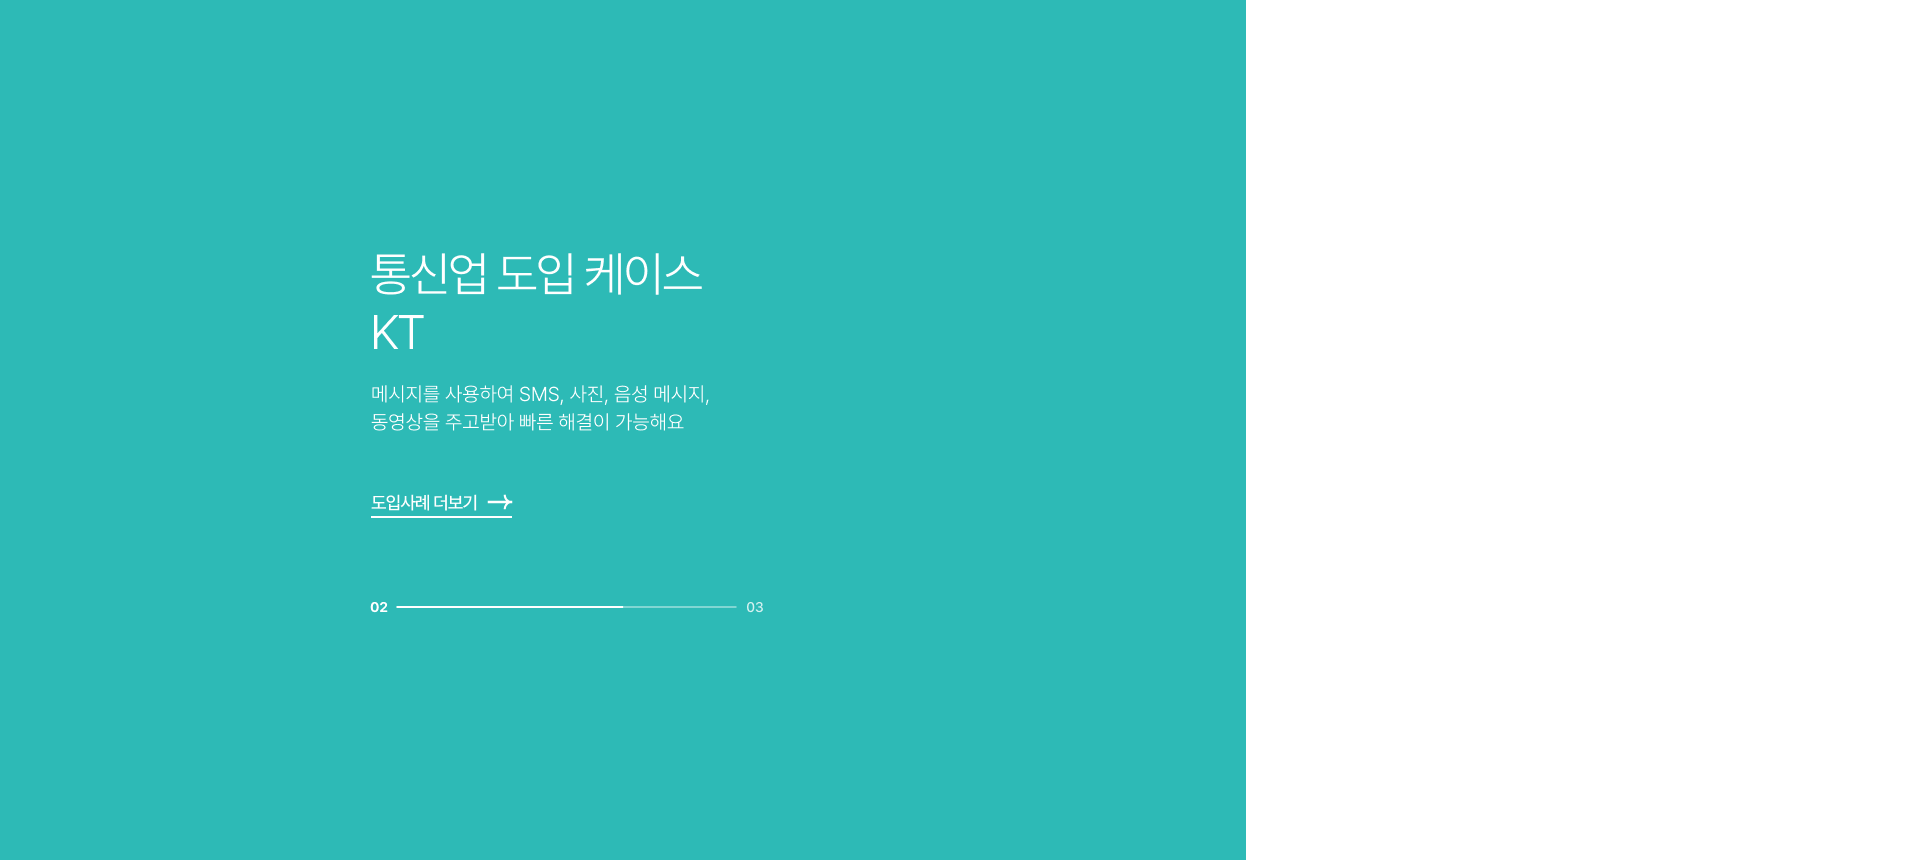 통신업 도입 케이스
KT
메시지를 사용하여 SMS, 사진, 음성 메시지,
동영상을 주고받아 빠른 해결이 가능해요
도입사례 더보기
02 03